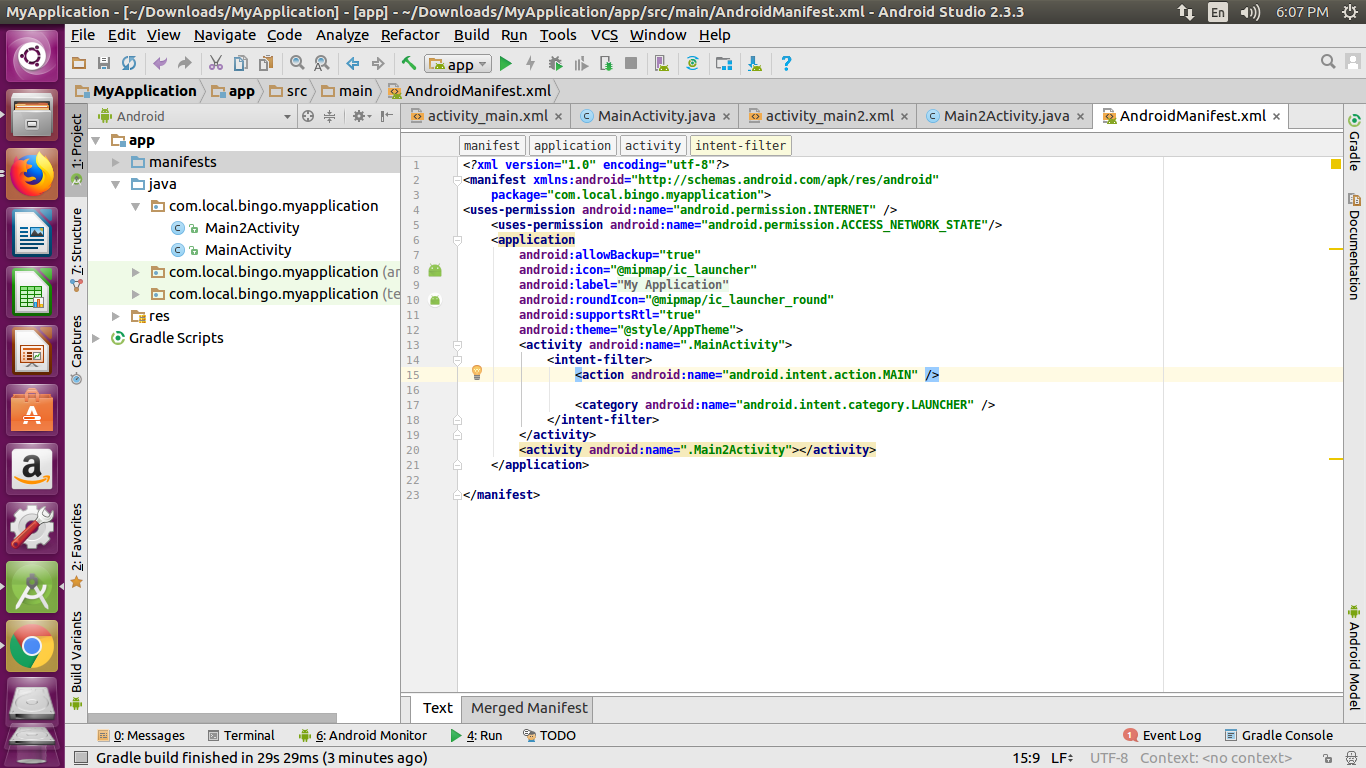 MyApplication - [~/Downloads/MyApplication] - [app] - ~/Downloads/MyApplication/app/src/main/AndroidManifest.xml - Android Studio 2.3.3
En 6:07 PM
File Edit View Navigate Code Analyze Refactor Build Run Tools VCS Window Help
app
MyApplication app src main AndroidManifest.xml
Android
activity_main.xml MainActivity.java activity_main2.xml Main2Activity.java AndroidManifest.xml
manifest application activity intent-filter
1: Project
7: Structure
Captures
2: Favorites
Build Variants
app
manifests
java
com.local.bingo.myapplication
Main2Activity
MainActivity
com.local.bingo.myapplication (an
com.local.bingo.myapplication (te
res
Gradle Scripts
1 <?xml version="1.0" encoding="utf-8"?>
2 <manifest xmlns:android="http://schemas.android.com/apk/res/android"
3 package="com.local.bingo.myapplication">
4 <uses-permission android:name="android.permission.INTERNET" />
5 <uses-permission android:name="android.permission.ACCESS_NETWORK_STATE"/>
6 <application
7 android:allowBackup="true"
8 android:icon="@mipmap/ic_launcher"
9 android:label="My Application"
10 android:roundIcon="@mipmap/ic_launcher_round"
11 android:supportsRtl="true"
12 android:theme="@style/AppTheme">
13 <activity android:name=".MainActivity">
14 <intent-filter>
15 <action android:name="android.intent.action.MAIN" />
16
17 <category android:name="android.intent.category.LAUNCHER" />
18 </intent-filter>
19 </activity>
20 <activity android:name=".Main2Activity"></activity>
21 </application>
22
23 </manifest>
Gradle
Documentation
Android Model
Text Merged Manifest
0: Messages Terminal 6: Android Monitor 4: Run TODO 1 Event Log Gradle Console
Gradle build finished in 29s 29ms (3 minutes ago) 15:9 LF UTF-8 Context: <no context>